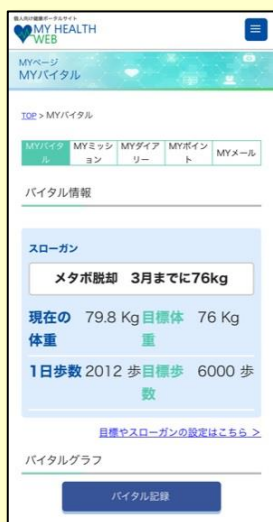 個人向け健康ポータルサイト
MY HEALTH
WEB
MYページ
MYバイタル
TOP > MYバイタル
MYバイタ
ル
MYミッシ
ョン
MYダイア
リー
MYポイン
ト
MYメール
バイタル情報
スローガン
メタボ脱却 3月までに76kg
現在の 79.8 Kg 目標体 76 Kg
体重 重
1日歩数 2012 歩 目標歩 6000 歩
数
目標やスローガンの設定はこちら >
バイタルグラフ
バイタル記録